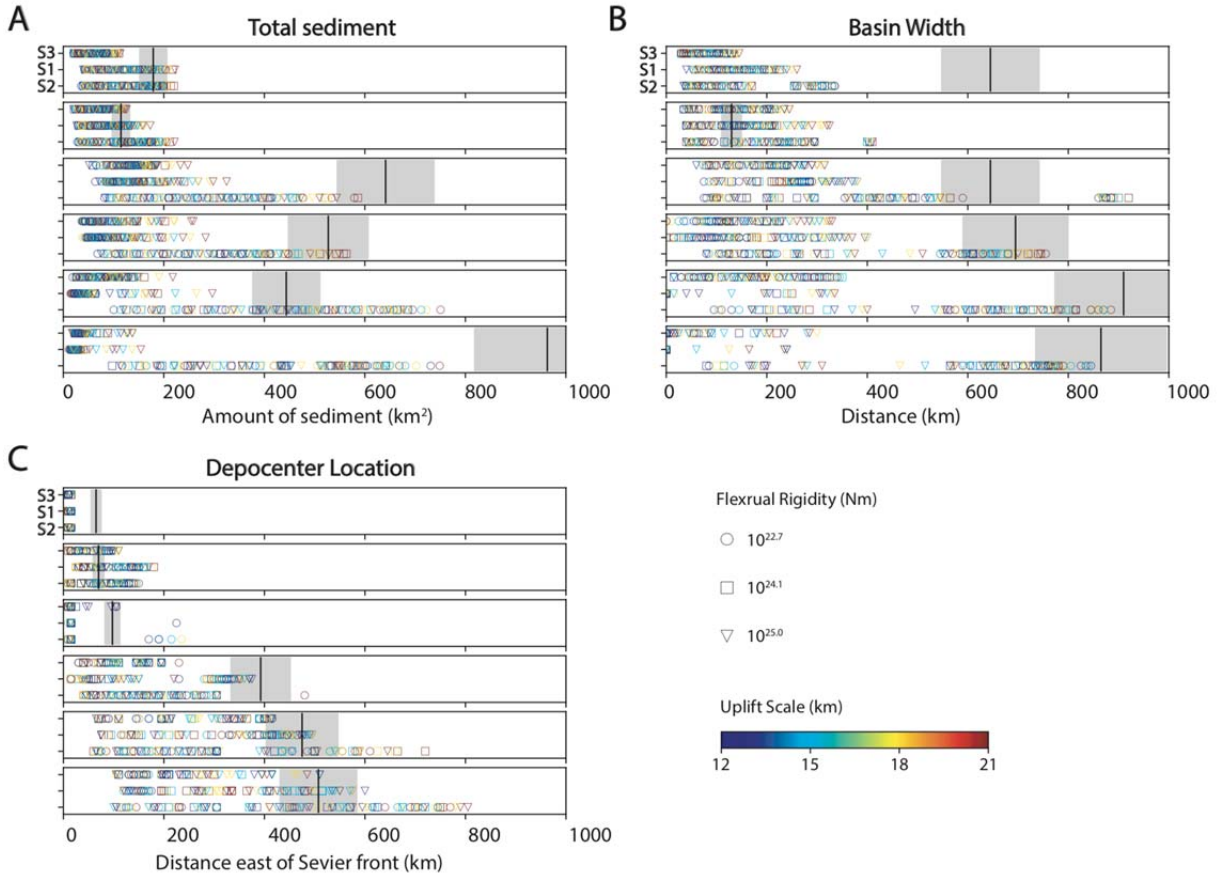 A
Total sediment
S3
S1
S2
0 200 400 600 800 1000
Amount of sediment (km²)
B
Basin Width
S3
S1
S2
0 200 400 600 800 1000
Distance (km)
C
Depocenter Location
S3
S1
S2
0 200 400 600 800 1000
Distance east of Sevier front (km)
Flexrual Rigidity (Nm)
10²²·⁷
10²⁴·¹
10²⁵·⁰
Uplift Scale (km)
12 15 18 21